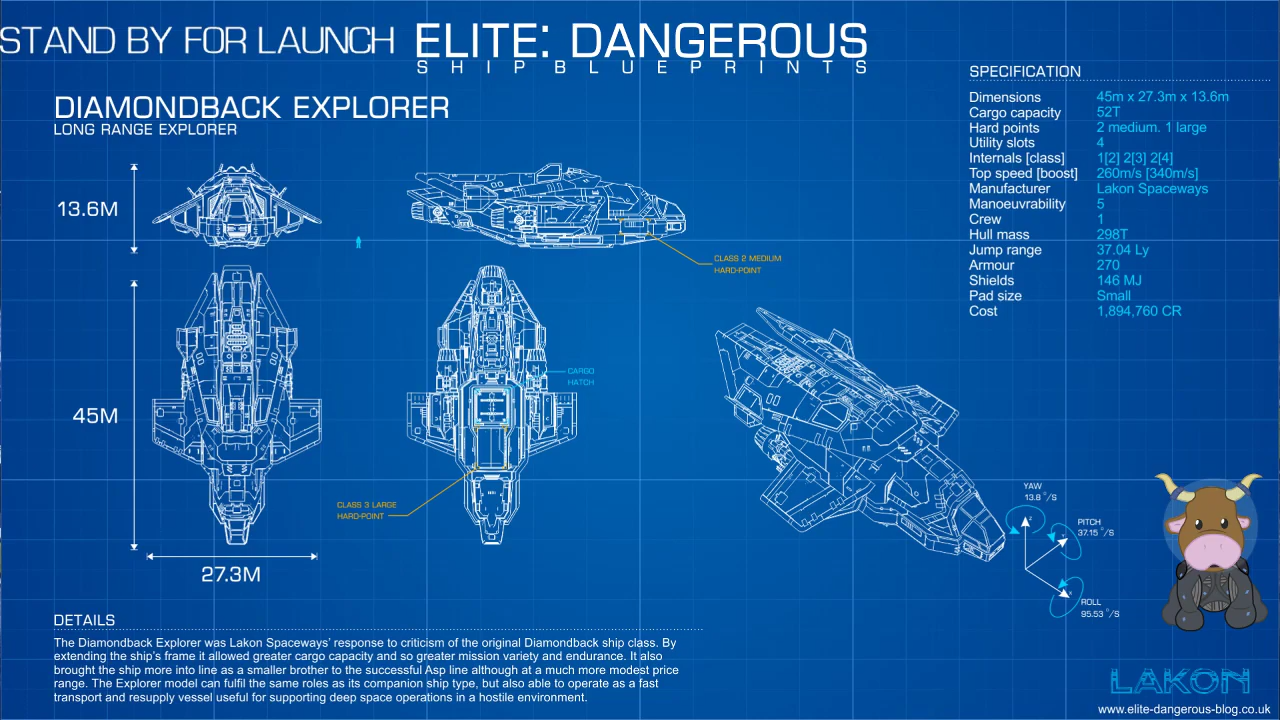 STAND BY FOR LAUNCH
ELITE: DANGEROUS
SHIP BLUEPRINTS
DIAMONDBACK EXPLORER
LONG RANGE EXPLORER
SPECIFICATION
Dimensions 45m x 27.3m x 13.6m
Cargo capacity 52T
Hard points 2 medium. 1 large
Utility slots 4
Internals [class] 1[2] 2[3] 2[4]
Top speed [boost] 260m/s [340m/s]
Manufacturer Lakon Spaceways
Manoeuvrability 5
Crew 1
Hull mass 298T
Jump range 37.04 Ly
Armour 270
Shields 146 MJ
Pad size Small
Cost 1,894,760 CR
13.6M
CLASS 2 MEDIUM
HARD-POINT
45M
CARGO
HATCH
CLASS 3 LARGE
HARD-POINT
27.3M
YAW
13.8 °/S
PITCH
37.15 °/S
ROLL
95.53 °/S
DETAILS
The Diamondback Explorer was Lakon Spaceways' response to criticism of the original Diamondback ship class. By
extending the ship's frame it allowed greater cargo capacity and so greater mission variety and endurance. It also
brought the ship more into line as a smaller brother to the successful Asp line although at a much more modest price
range. The Explorer model can fulfil the same roles as its companion ship type, but also able to operate as a fast
transport and resupply vessel useful for supporting deep space operations in a hostile environment.
LAKON
www.elite-dangerous-blog.co.uk